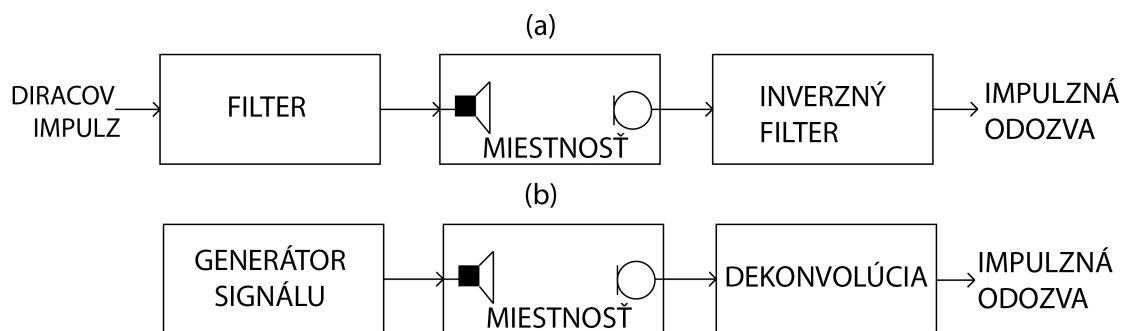 (a)
DIRACOV
IMPULZ
FILTER
MIESTNOSŤ
INVERZNÝ
FILTER
IMPULZNÁ
ODOZVA
(b)
GENERÁTOR
SIGNÁLU
MIESTNOSŤ
DEKONVOLÚCIA
IMPULZNÁ
ODOZVA